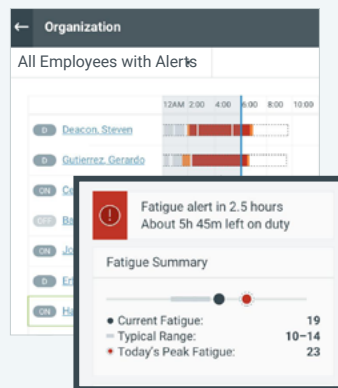 Organization
All Employees with Alerts
12AM 2:00 4:00 6:00 8:00 10:00
D Deacon, Steven
D Gutierrez, Gerardo
ON
OFF
ON
D
ON
Fatigue alert in 2.5 hours
About 5h 45m left on duty
Fatigue Summary
Current Fatigue: 19
Typical Range: 10–14
Today's Peak Fatigue: 23